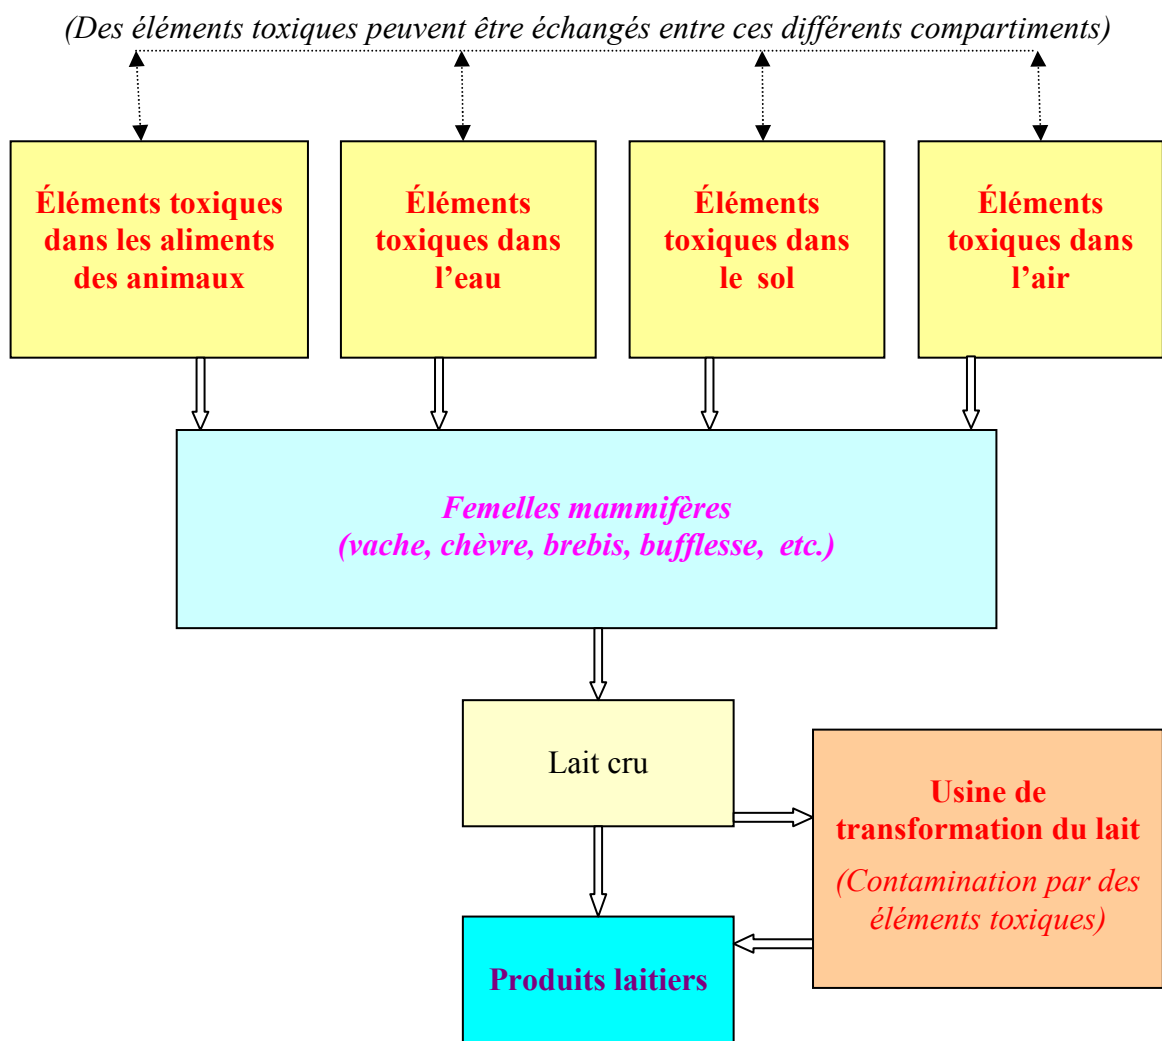 (Des éléments toxiques peuvent être échangés entre ces différents compartiments)
Éléments toxiques
dans les aliments
des animaux
Éléments
toxiques dans
l’eau
Éléments
toxiques dans
le sol
Éléments
toxiques dans
l’air
Femelles mammifères
(vache, chèvre, brebis, bufflesse, etc.)
Lait cru
Usine de
transformation du lait
(Contamination par des
éléments toxiques)
Produits laitiers